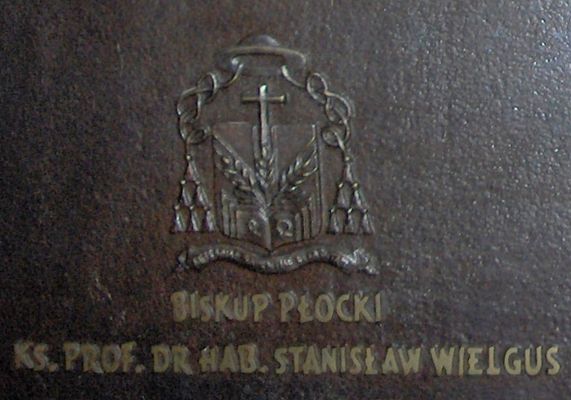 BISKUP PŁOCKI
KS. PROF. DR HAB. STANISŁAW WIELGUS